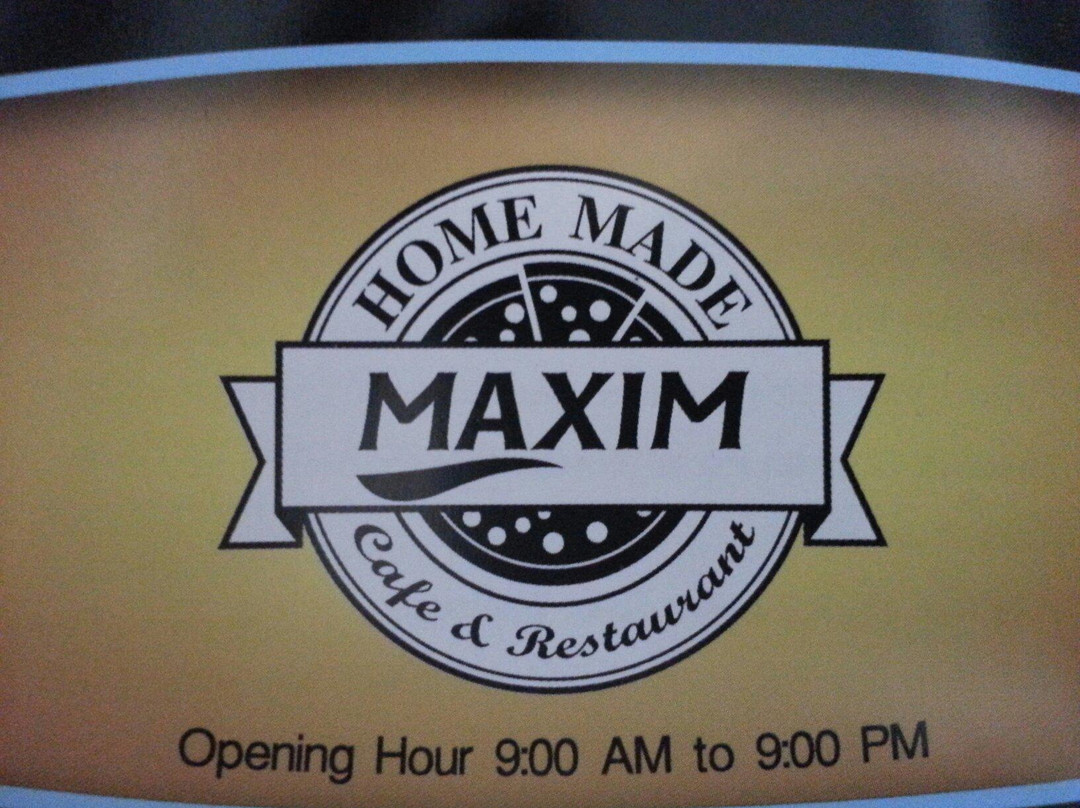 HOME MADE
MAXIM
Cafe & Restaurant
Opening Hour 9:00 AM to 9:00 PM